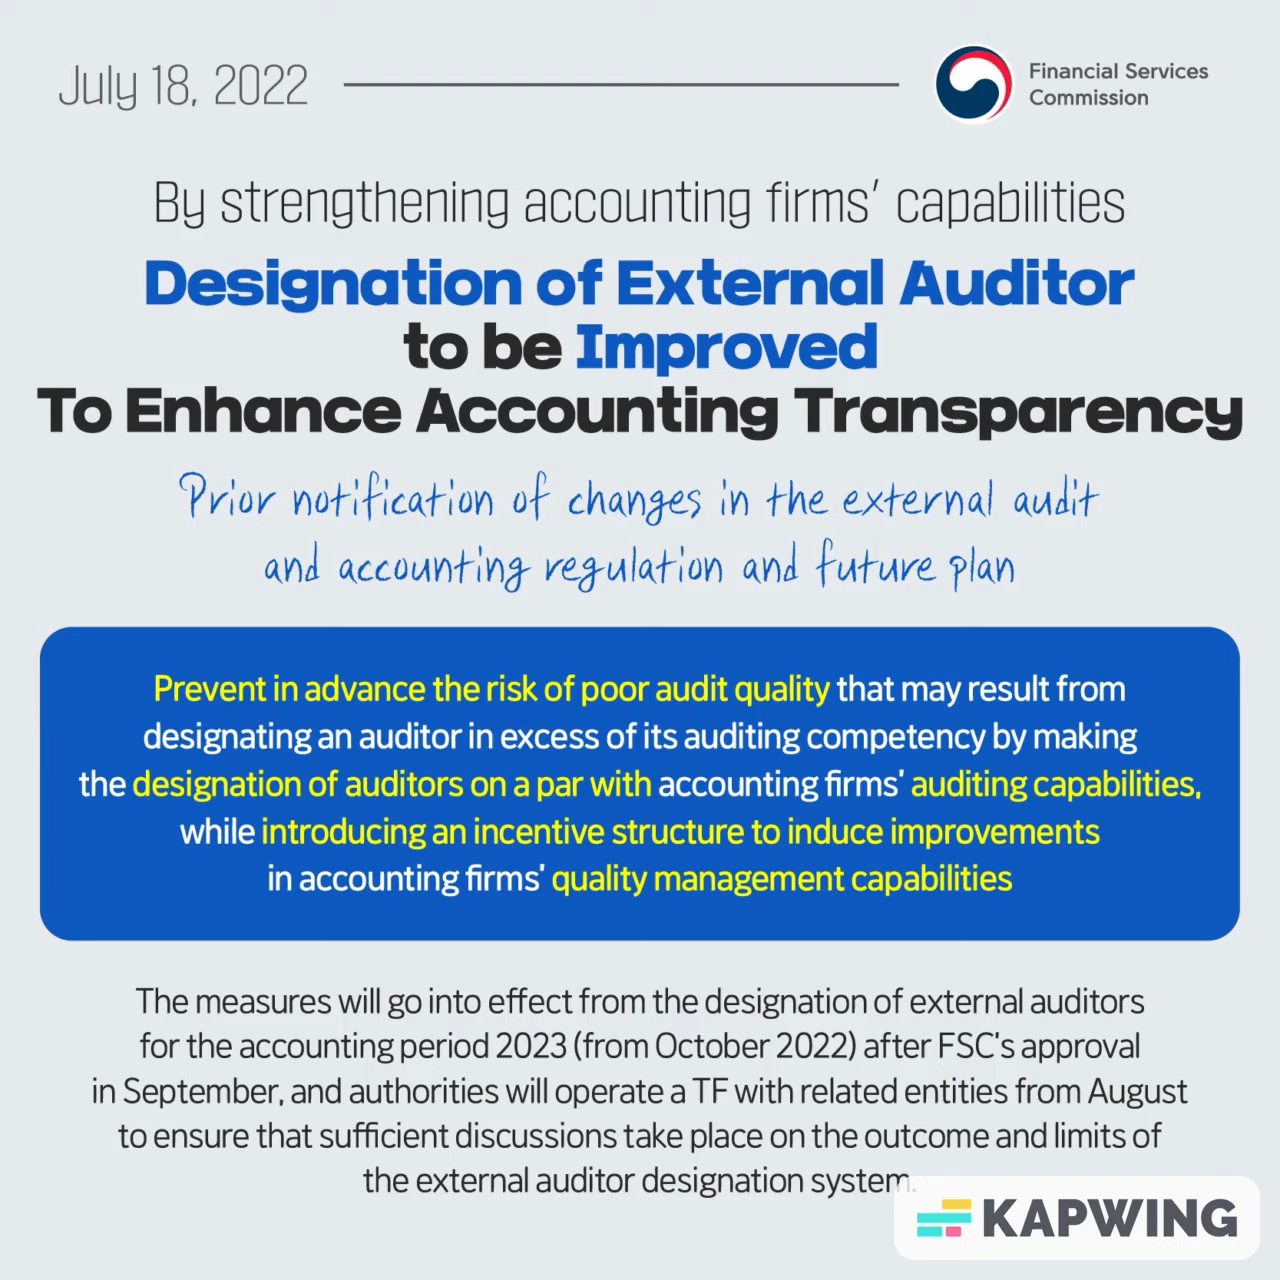 July 18, 2022
Financial Services
Commission
By strengthening accounting firms' capabilities
Designation of External Auditor
to be Improved
To Enhance Accounting Transparency
Prior notification of changes in the external audit
and accounting regulation and future plan
Prevent in advance the risk of poor audit quality that may result from
designating an auditor in excess of its auditing competency by making
the designation of auditors on a par with accounting firms' auditing capabilities,
while introducing an incentive structure to induce improvements
in accounting firms' quality management capabilities
The measures will go into effect from the designation of external auditors
for the accounting period 2023 (from October 2022) after FSC's approval
in September, and authorities will operate a TF with related entities from August
to ensure that sufficient discussions take place on the outcome and limits of
the external auditor designation system.
KAPWING